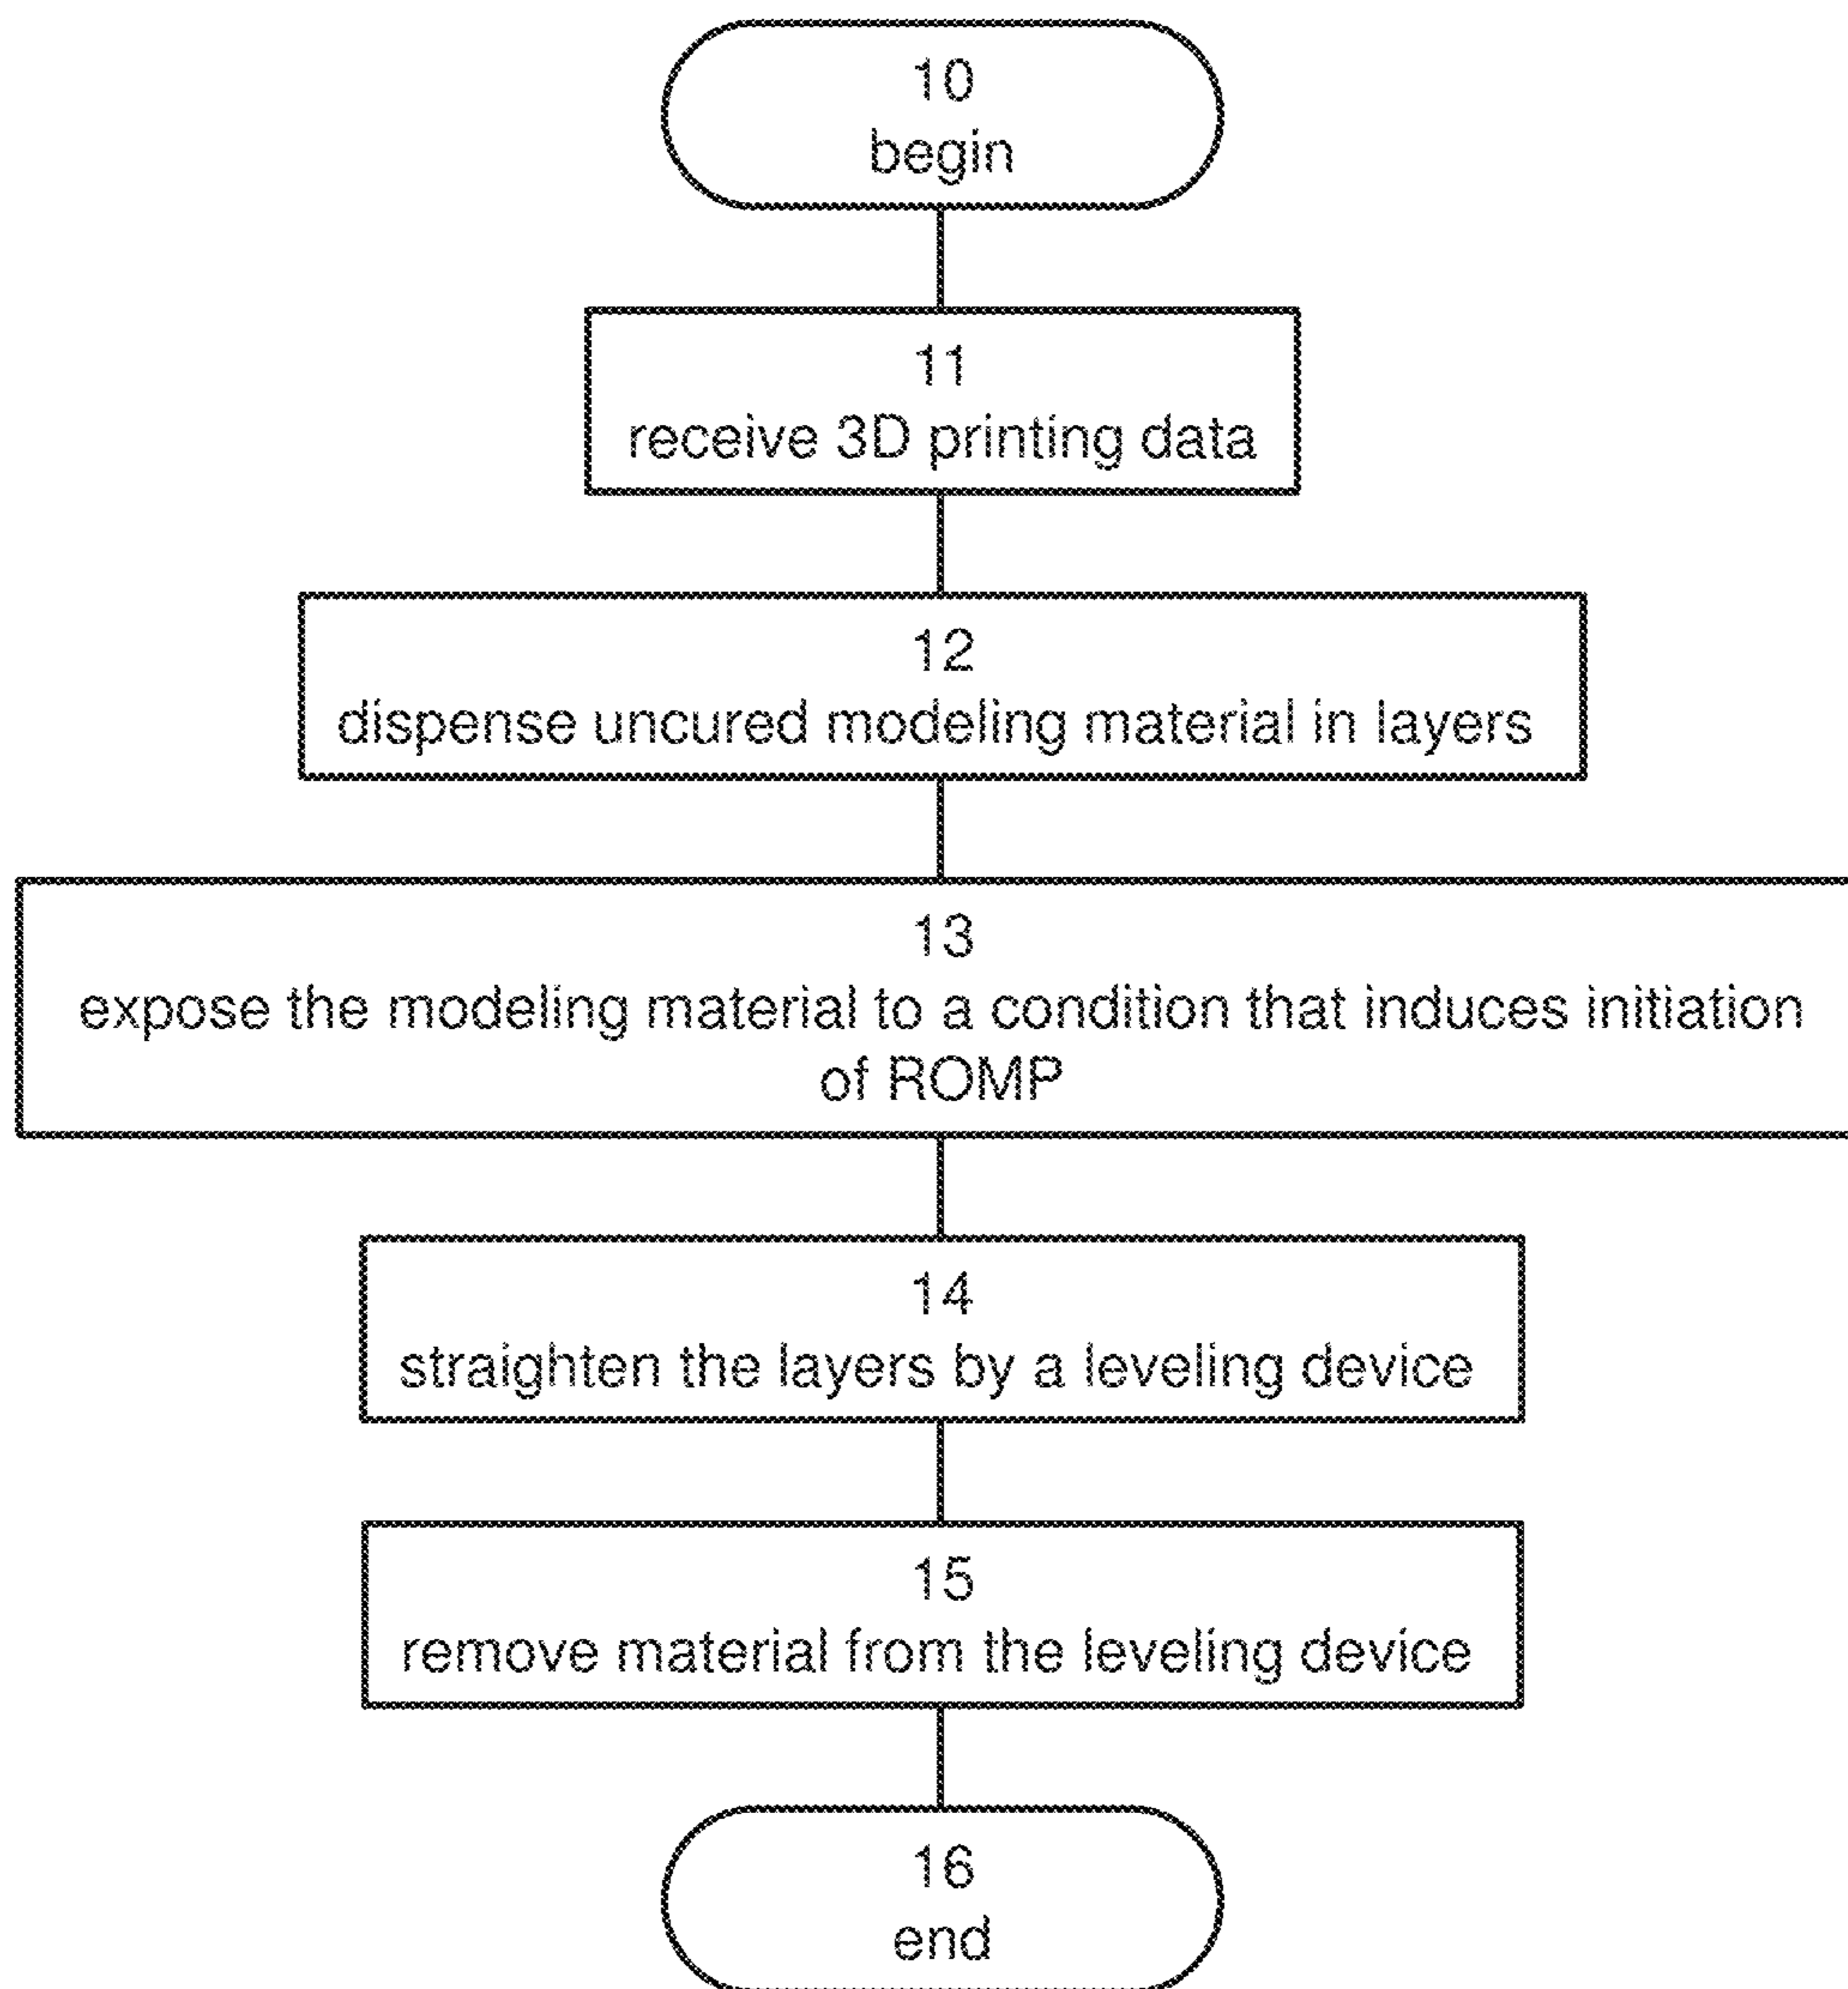 10
begin
11
receive 3D printing data
12
dispense uncured modeling material in layers
13
expose the modeling material to a condition that induces initiation
of ROMP
14
straighten the layers by a leveling device
15
remove material from the leveling device
16
end